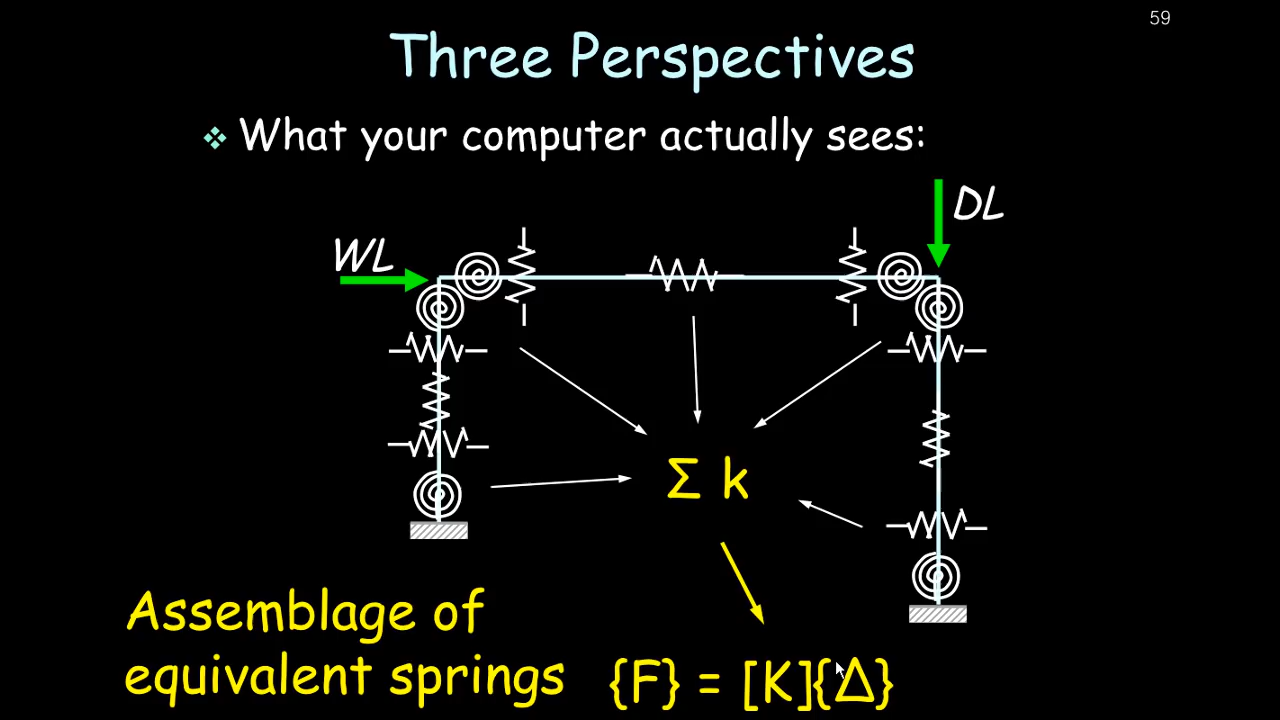 59
Three Perspectives
❖ What your computer actually sees:
DL
WL
Σ k
Assemblage of
equivalent springs
{F} = [K]{Δ}